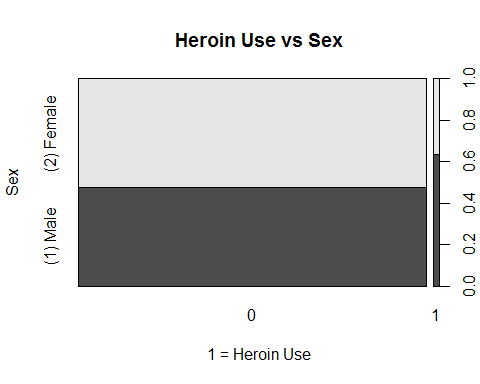 Heroin Use vs Sex
Sex
(2) Female
(1) Male
1.0
0.8
0.6
0.4
0.2
0.0
0
1
1 = Heroin Use